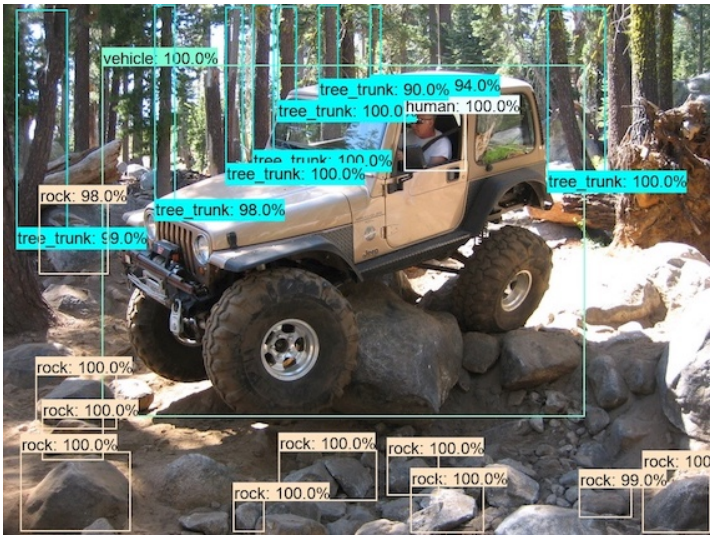 vehicle: 100.0%
tree_trunk: 90.0%
94.0%
tree_trunk: 100.0
human: 100.0%
tree_trunk: 100.0%
tree_trunk: 100.0%
tree_trunk: 100.0%
rock: 98.0%
tree_trunk: 98.0%
tree_trunk: 99.0%
rock: 100.0%
rock: 100.0%
rock: 100.0%
rock: 100.0%
rock: 100.0%
rock: 100
rock: 100.0%
rock: 99.0%
rock: 100.0%
Jeep